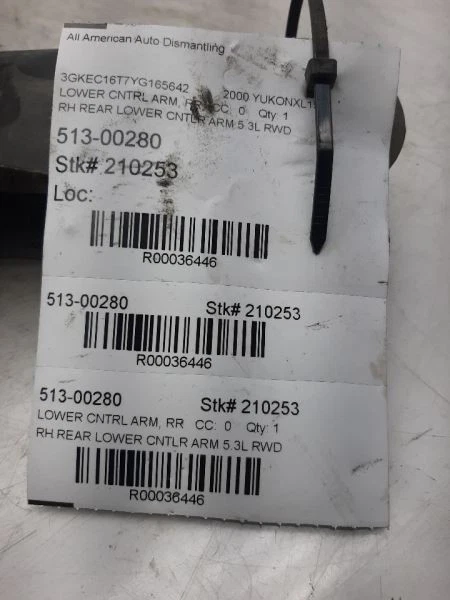 All American Auto Dismantling
3GKEC16T7YG165642 2000 YUKONXL1
LOWER CNTRL ARM, RR CC: 0 Qty: 1
RH REAR LOWER CNTLR ARM 5.3L RWD
513-00280
Stk# 210253
Loc:
R00036446
513-00280 Stk# 210253
R00036446
513-00280 Stk# 210253
LOWER CNTRL ARM, RR CC: 0 Qty: 1
RH REAR LOWER CNTLR ARM 5.3L RWD
R00036446